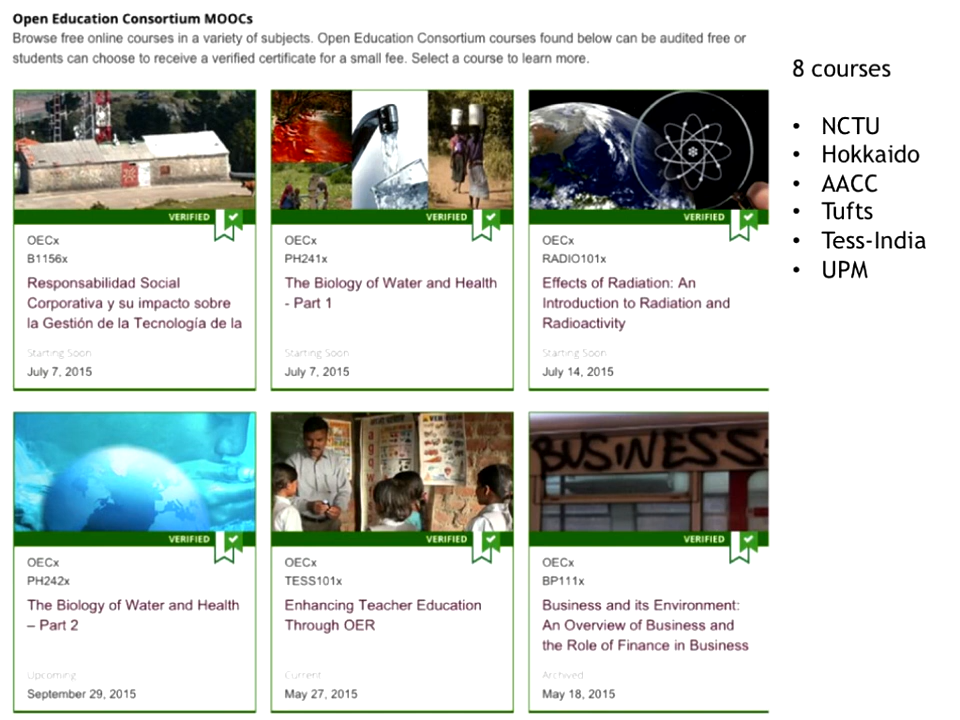 Open Education Consortium MOOCs
Browse free online courses in a variety of subjects. Open Education Consortium courses found below can be audited free or
students can choose to receive a verified certificate for a small fee. Select a course to learn more.
8 courses
• NCTU
• Hokkaido
• AACC
• Tufts
• Tess-India
• UPM
VERIFIED
OECx
B1156x
Responsabilidad Social
Corporativa y su impacto sobre
la Gestión de la Tecnología de la
Starting Soon
July 7, 2015
VERIFIED
OECx
PH241x
The Biology of Water and Health
- Part 1
Starting Soon
July 7, 2015
VERIFIED
OECx
RADIO101x
Effects of Radiation: An
Introduction to Radiation and
Radioactivity
Starting Soon
July 14, 2015
VERIFIED
OECx
PH242x
The Biology of Water and Health
– Part 2
Upcoming
September 29, 2015
VERIFIED
OECx
TESS101x
Enhancing Teacher Education
Through OER
Current
May 27, 2015
BUSINESS
VERIFIED
OECx
BP111x
Business and its Environment:
An Overview of Business and
the Role of Finance in Business
Archived
May 18, 2015